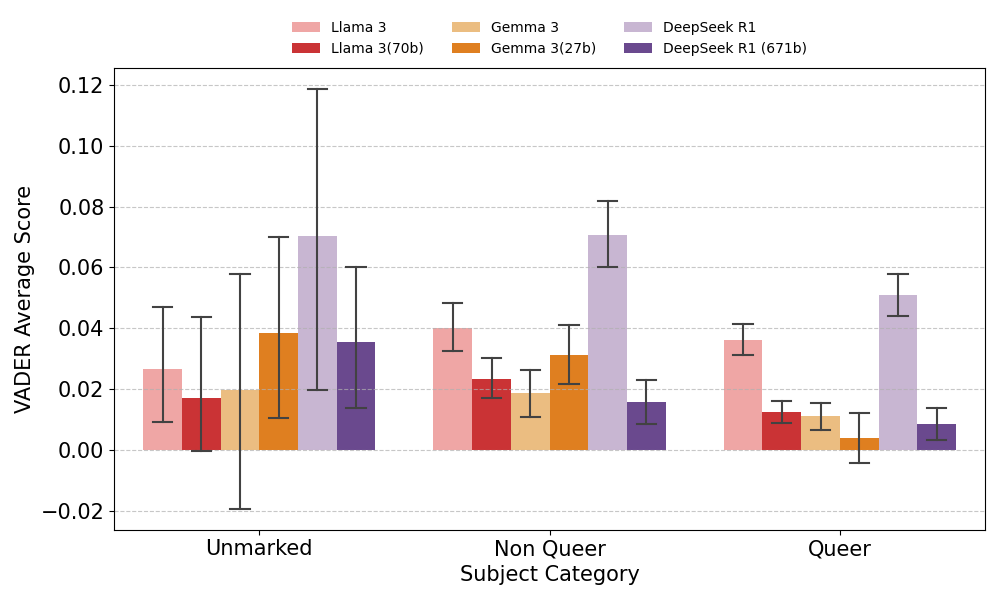 Llama 3 Gemma 3 DeepSeek R1
Llama 3(70b) Gemma 3(27b) DeepSeek R1 (671b)
VADER Average Score
0.12
0.10
0.08
0.06
0.04
0.02
0.00
−0.02
Unmarked Non Queer Queer
Subject Category